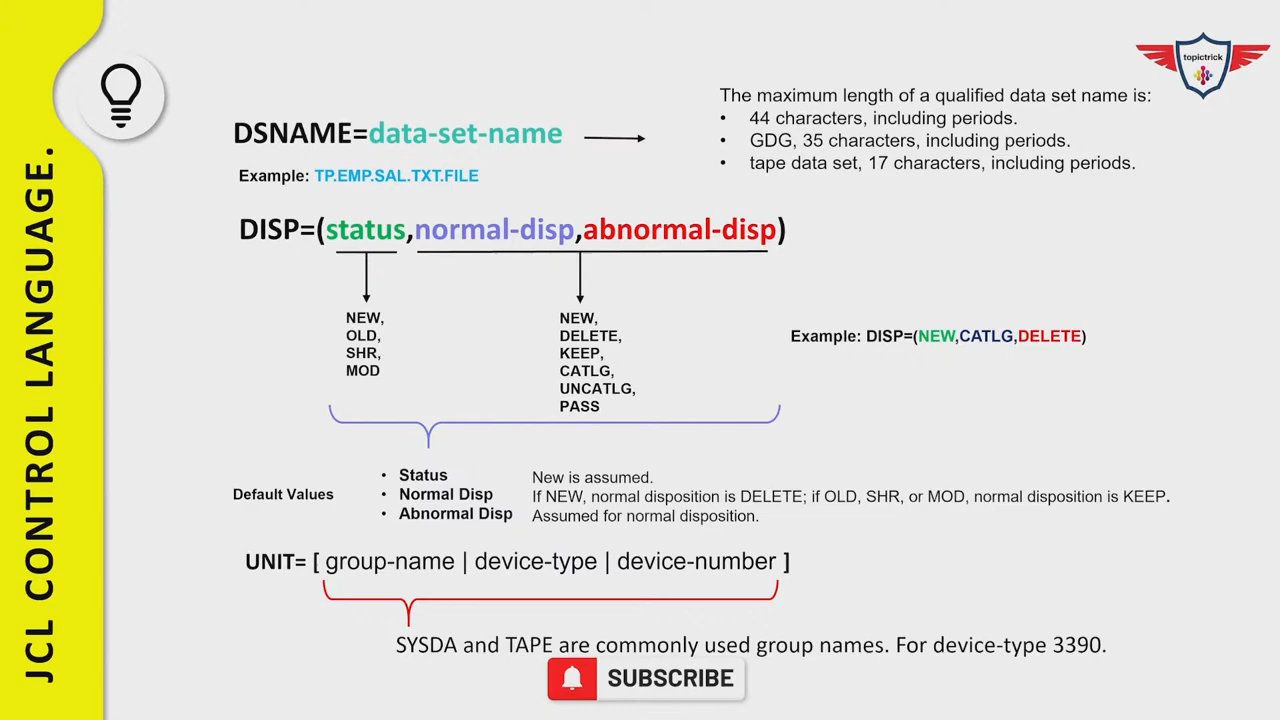 JCL CONTROL LANGUAGE.
topictrick
The maximum length of a qualified data set name is:
• 44 characters, including periods.
• GDG, 35 characters, including periods.
• tape data set, 17 characters, including periods.
DSNAME=data-set-name
Example: TP.EMP.SAL.TXT.FILE
DISP=(status,normal-disp,abnormal-disp)
NEW,
OLD,
SHR,
MOD
NEW,
DELETE,
KEEP,
CATLG,
UNCATLG,
PASS
Example: DISP=(NEW,CATLG,DELETE)
Default Values
• Status New is assumed.
• Normal Disp If NEW, normal disposition is DELETE; if OLD, SHR, or MOD, normal disposition is KEEP.
• Abnormal Disp Assumed for normal disposition.
UNIT= [ group-name | device-type | device-number ]
SYSDA and TAPE are commonly used group names. For device-type 3390.
SUBSCRIBE